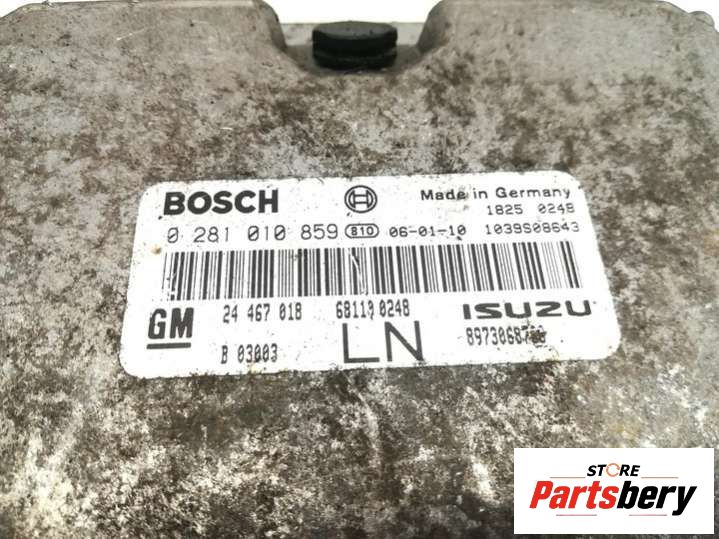 BOSCH Made in Germany
1825 0248
0 281 010 859 810 06-01-10 1039S08643
GM 24 467 018 68110 0248 ISUZU
B 03003 LN
STORE
Partsbery